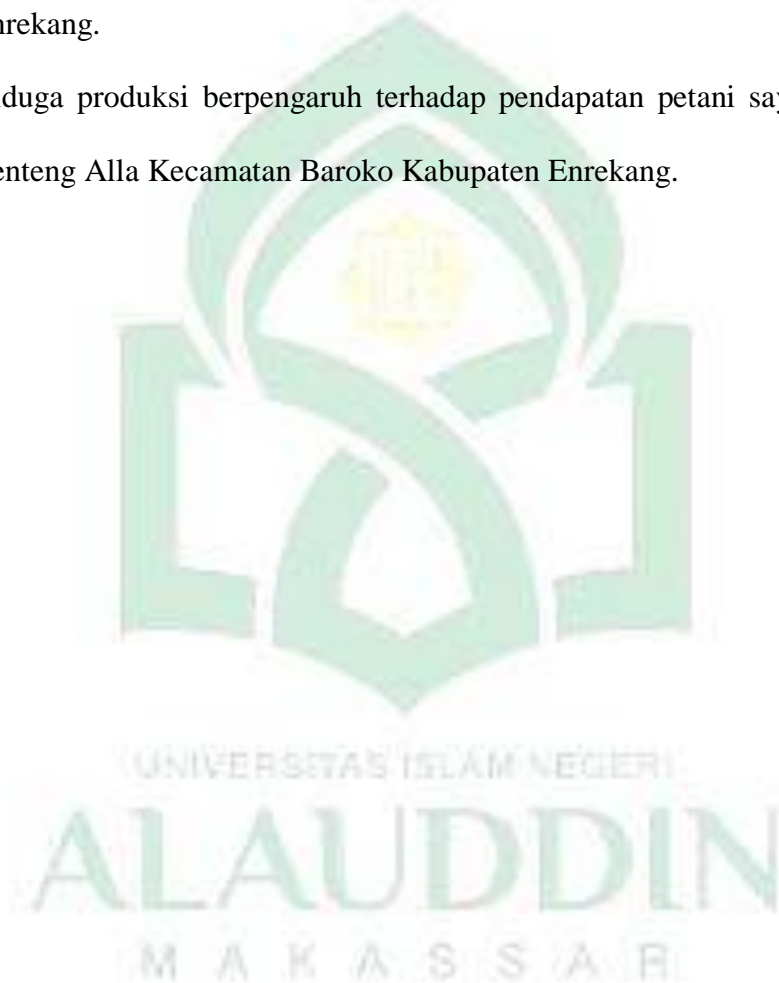 nrekang.
duga produksi berpengaruh terhadap pendapatan petani say
enteng Alla Kecamatan Baroko Kabupaten Enrekang.
UNIVERSITAS ISLAM NEGERI
ALAUDDIN
M A K A S S A R